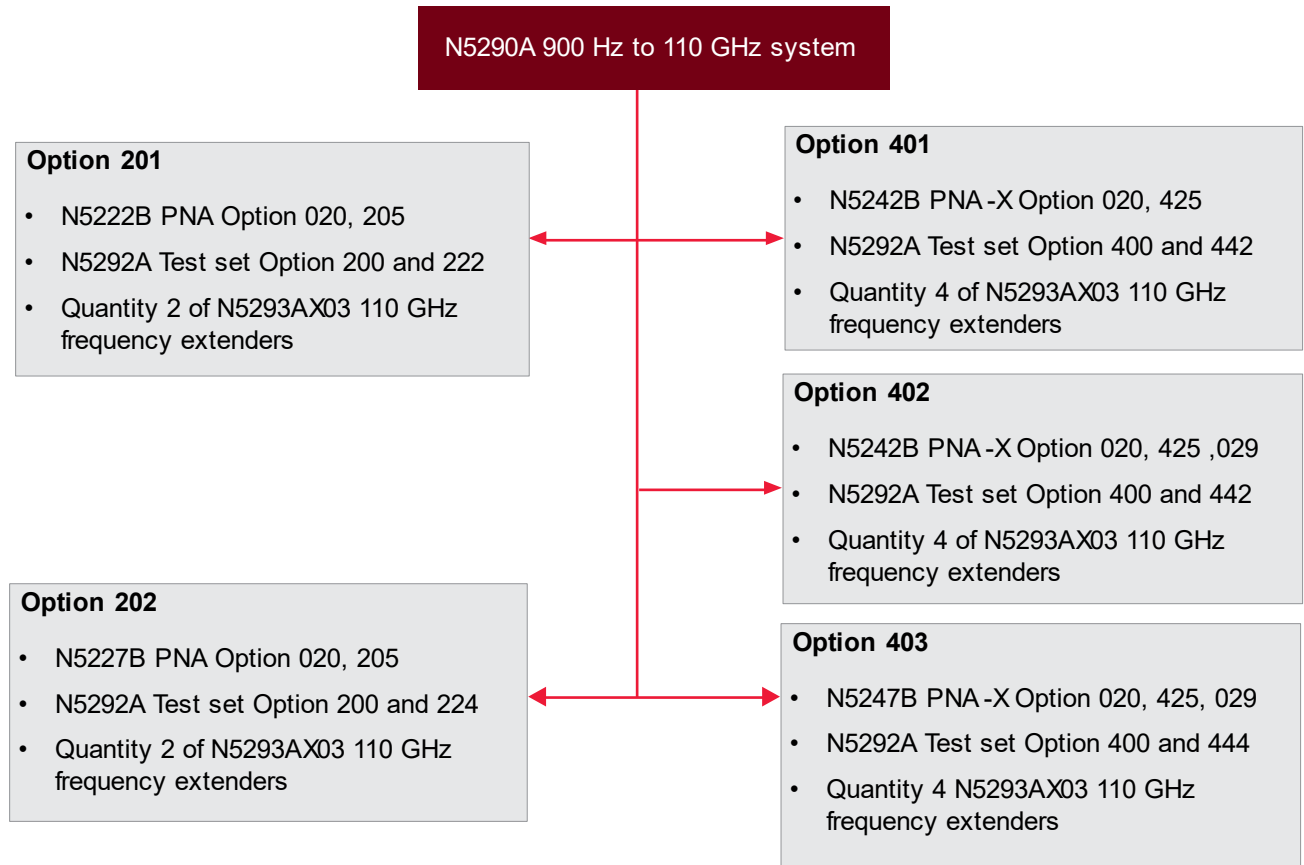 N5290A 900 Hz to 110 GHz system
Option 201
• N5222B PNA Option 020, 205
• N5292A Test set Option 200 and 222
• Quantity 2 of N5293AX03 110 GHz
frequency extenders
Option 401
• N5242B PNA-X Option 020, 425
• N5292A Test set Option 400 and 442
• Quantity 4 of N5293AX03 110 GHz
frequency extenders
Option 402
• N5242B PNA-X Option 020, 425 ,029
• N5292A Test set Option 400 and 442
• Quantity 4 of N5293AX03 110 GHz
frequency extenders
Option 202
• N5227B PNA Option 020, 205
• N5292A Test set Option 200 and 224
• Quantity 2 of N5293AX03 110 GHz
frequency extenders
Option 403
• N5247B PNA-X Option 020, 425, 029
• N5292A Test set Option 400 and 444
• Quantity 4 N5293AX03 110 GHz
frequency extenders